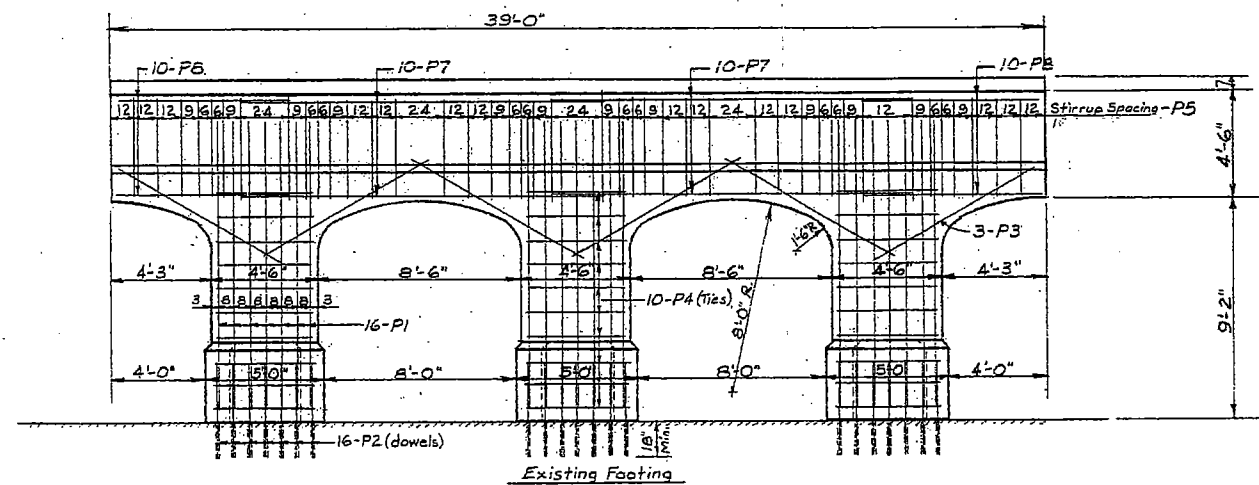 39'-0"
10-P8 10-P7 10-P7 10-P8
7"
12 12 12 9 6 6 9 24 9 6 6 9 12 12 24 12 12 9 6 6 9 24 9 6 6 9 12 12 24 12 12 9 6 6 9 12 9 6 6 9 12 12 12
Stirrup Spacing-P5
4'-6"
3-P3
1'-6"R.
4'-3" 4'-6" 8'-6" 4'-6" 8'-6" 4'-6" 4'-3"
3 8 8 8 8 8 8 3
10-P4 (Ties)
16-P1
8'-0" R.
9'-2"
4'-0" 5'-0" 8'-0" 5'-0" 8'-0" 5'-0 4'-0"
16-P2 (dowels)
18"
Min.
Existing Footing